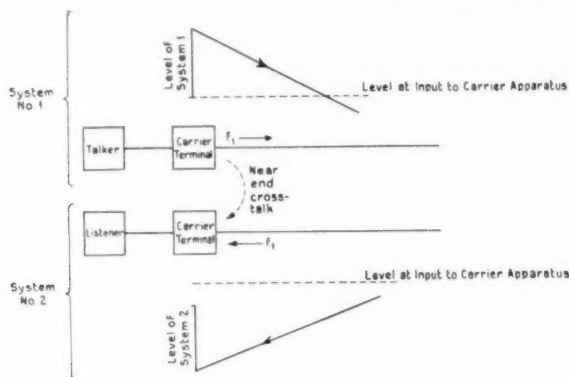 Level of
System 1
Level at Input to Carrier Apparatus
System
No.1
Talker
Carrier
Terminal
F1
Near
end
cross-
talk
System
No.2
Listener
Carrier
Terminal
F1
Level at Input to Carrier Apparatus
Level of
System 2